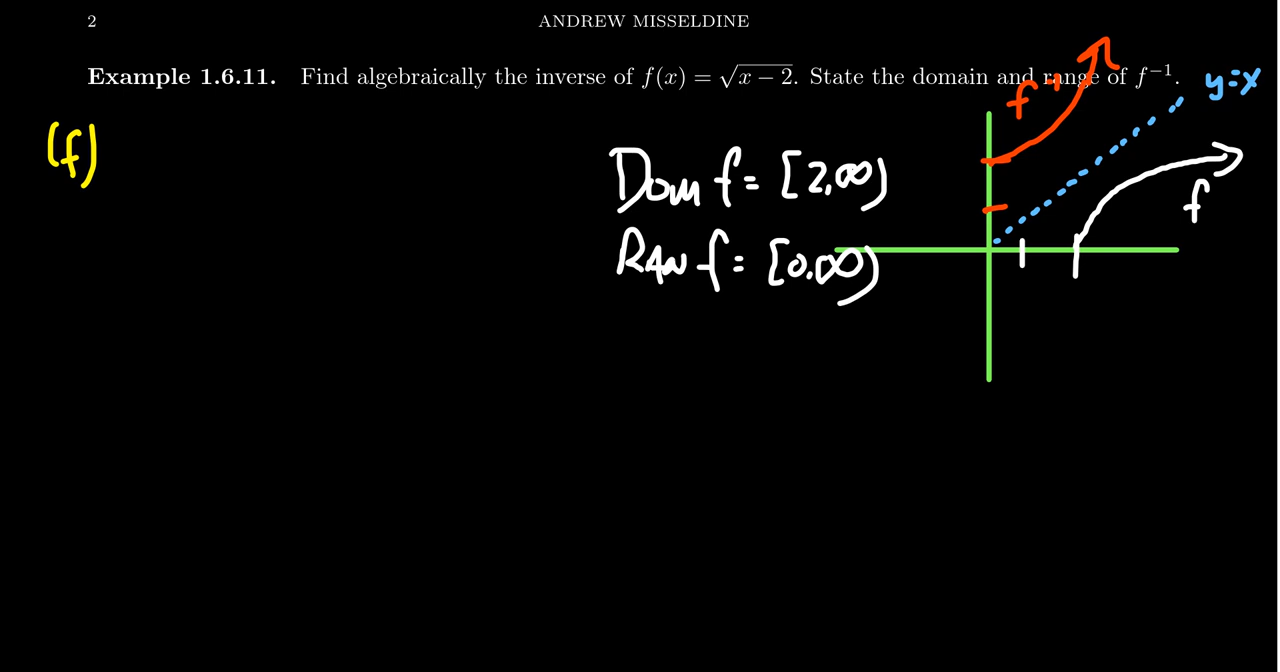 2 ANDREW MISSELDINE
Example 1.6.11. Find algebraically the inverse of f(x) = √(x − 2). State the domain and range of f⁻¹.
f⁻¹
y=x
(f)
Dom f = [2,∞)
f
Ran f = [0,∞)